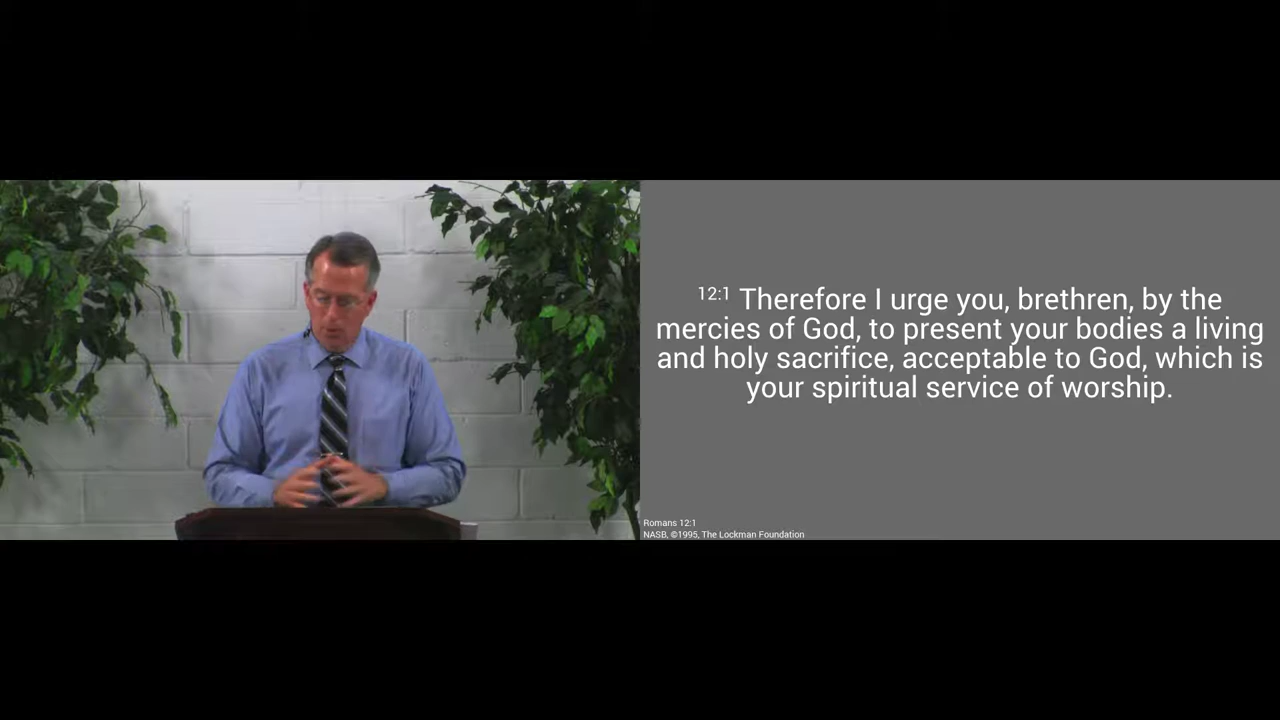 12:1 Therefore I urge you, brethren, by the
mercies of God, to present your bodies a living
and holy sacrifice, acceptable to God, which is
your spiritual service of worship.
Romans 12:1
NASB, ©1995, The Lockman Foundation